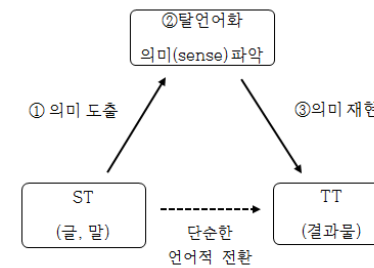 ②탈언어화
의미(sense)파악
① 의미 도출
③의미 재현
ST
(글, 말)
단순한
언어적 전환
TT
(결과물)